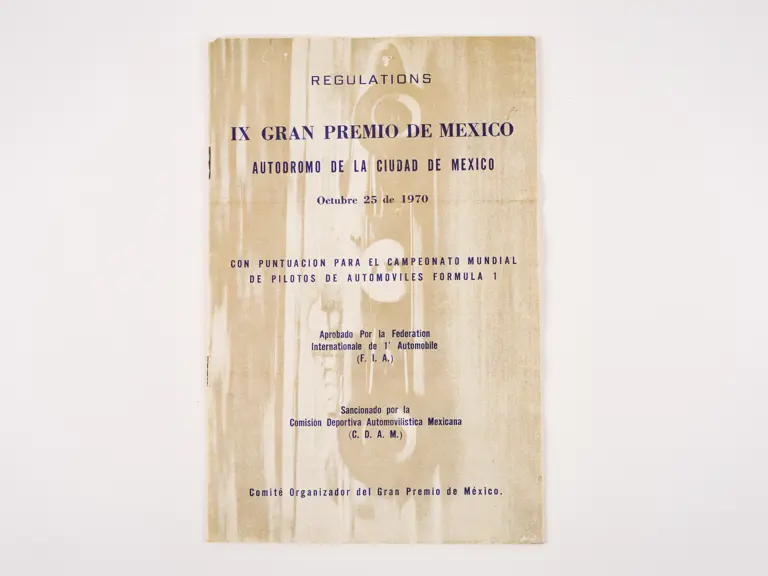 REGULATIONS
IX GRAN PREMIO DE MEXICO
AUTODROMO DE LA CIUDAD DE MEXICO
Octubre 25 de 1970
CON PUNTUACION PARA EL CAMPEONATO MUNDIAL
DE PILOTOS DE AUTOMOVILES FORMULA 1
Aprobado Por la Federation
Internationale de 1' Automobile
(F. I. A.)
Sancionado por la
Comisión Deportiva Automovilistica Mexicana
(C. D. A. M.)
Comité Organizador del Gran Premio de México.